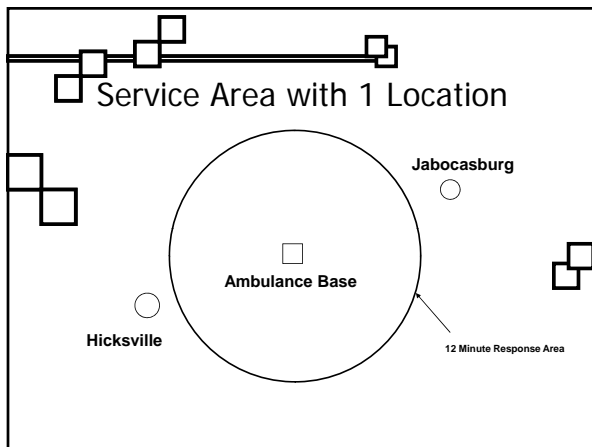 Service Area with 1 Location
Jabocasburg
Ambulance Base
Hicksville
12 Minute Response Area